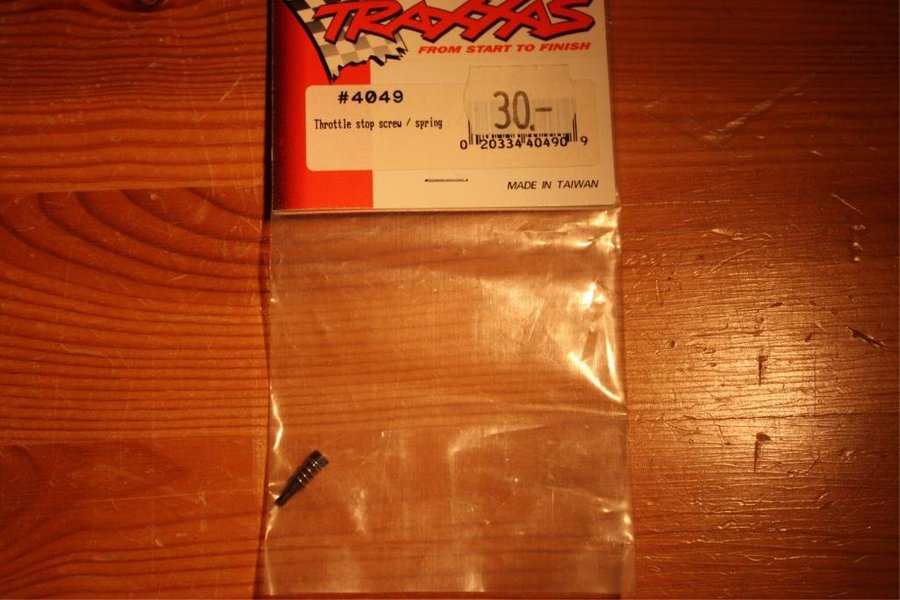 TRAXXAS
FROM START TO FINISH
#4049
30.-
Throttle stop screw / spring
0 20334 40490 9
MADE IN TAIWAN